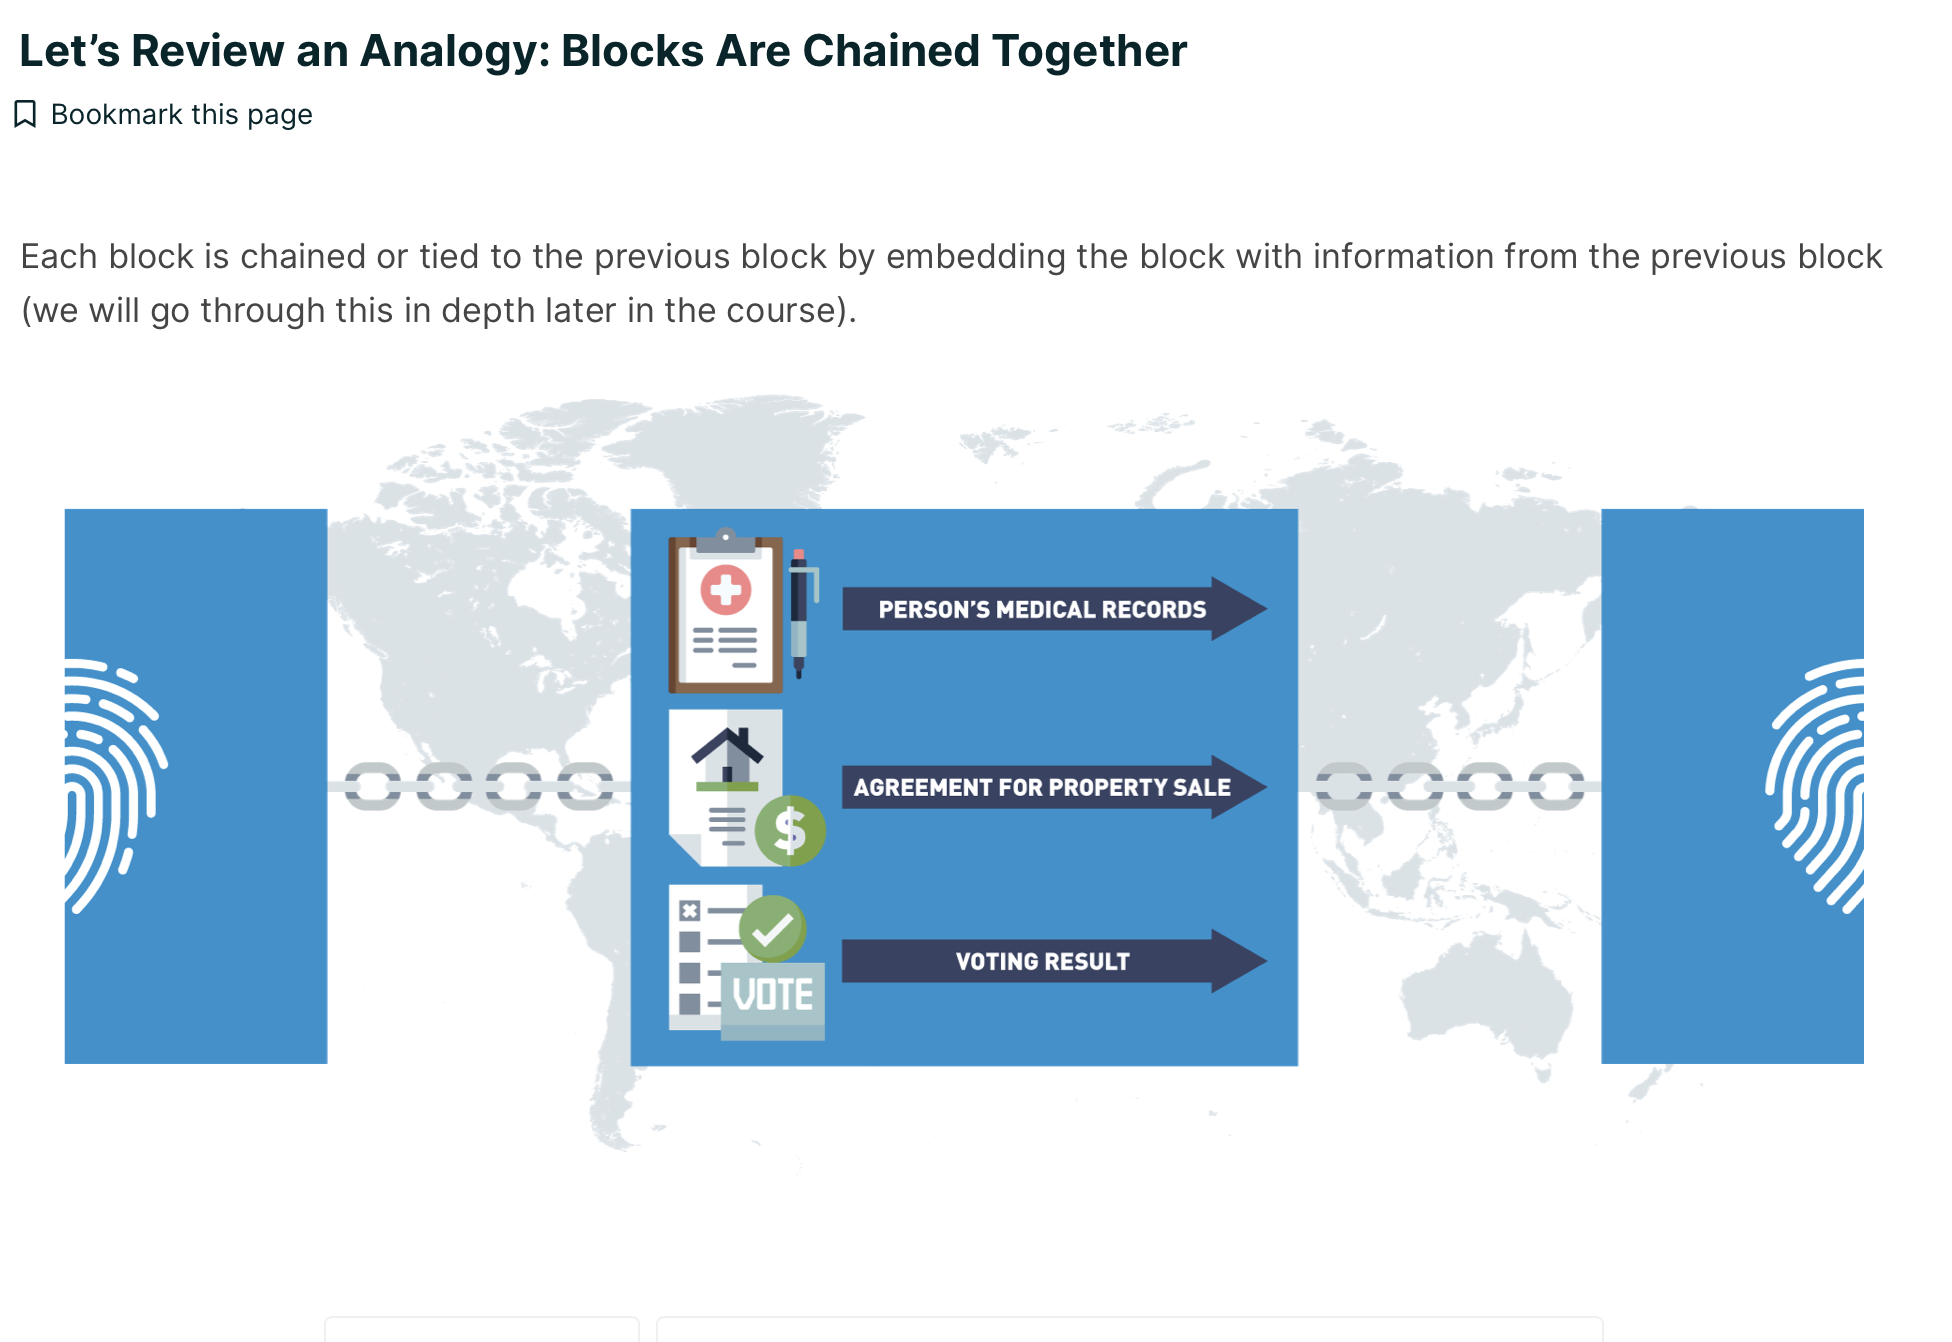 Let’s Review an Analogy: Blocks Are Chained Together
Bookmark this page
Each block is chained or tied to the previous block by embedding the block with information from the previous block
(we will go through this in depth later in the course).
PERSON’S MEDICAL RECORDS
AGREEMENT FOR PROPERTY SALE
$
VOTING RESULT
VOTE